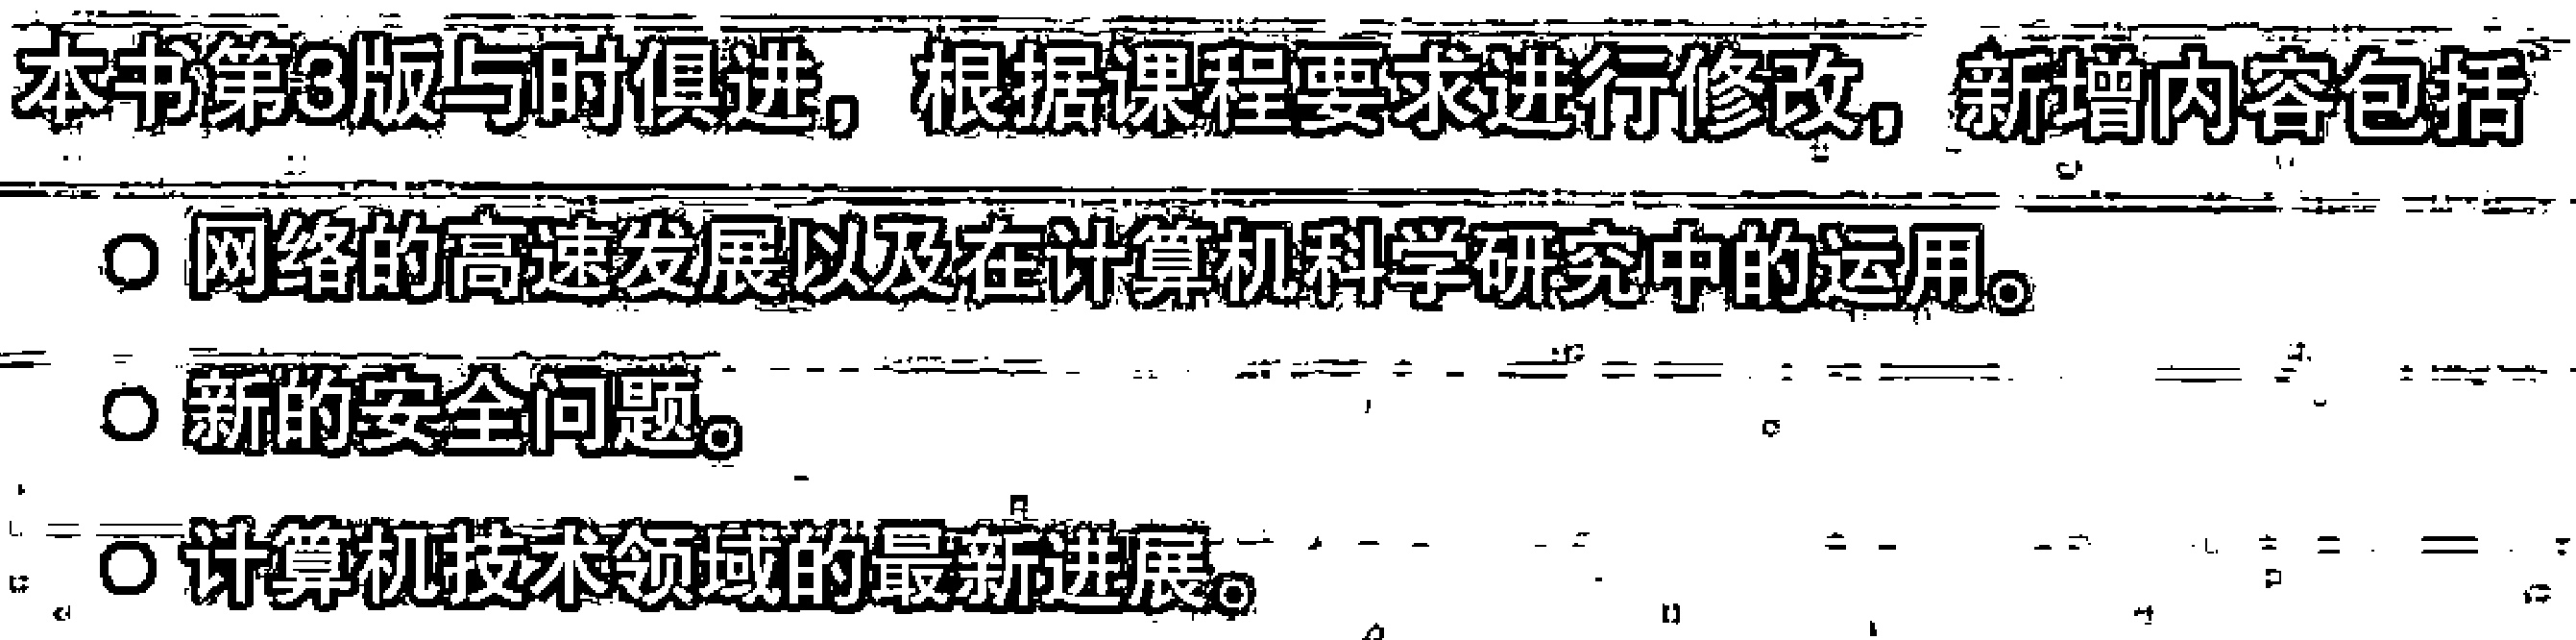 本书第3版与时俱进，根据课程要求进行修改，新增内容包括
○ 网络的高速发展以及在计算机科学研究中的运用。
○ 新的安全问题。
○ 计算机技术领域的最新进展。